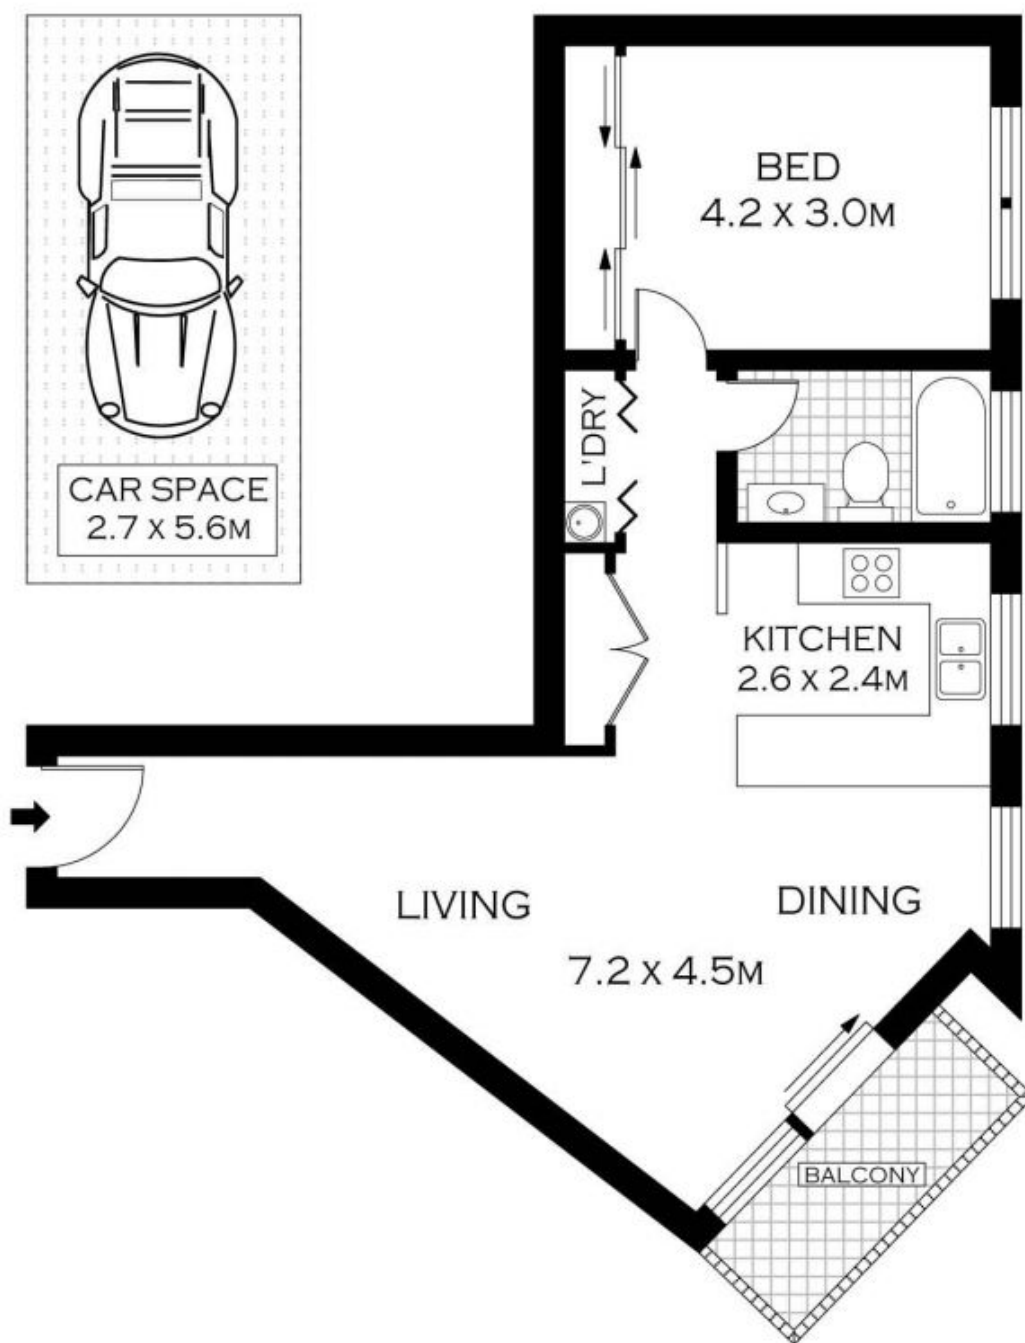 BED
4.2 X 3.0M
L'DRY
CAR SPACE
2.7 X 5.6M
KITCHEN
2.6 X 2.4M
LIVING
DINING
7.2 X 4.5M
BALCONY